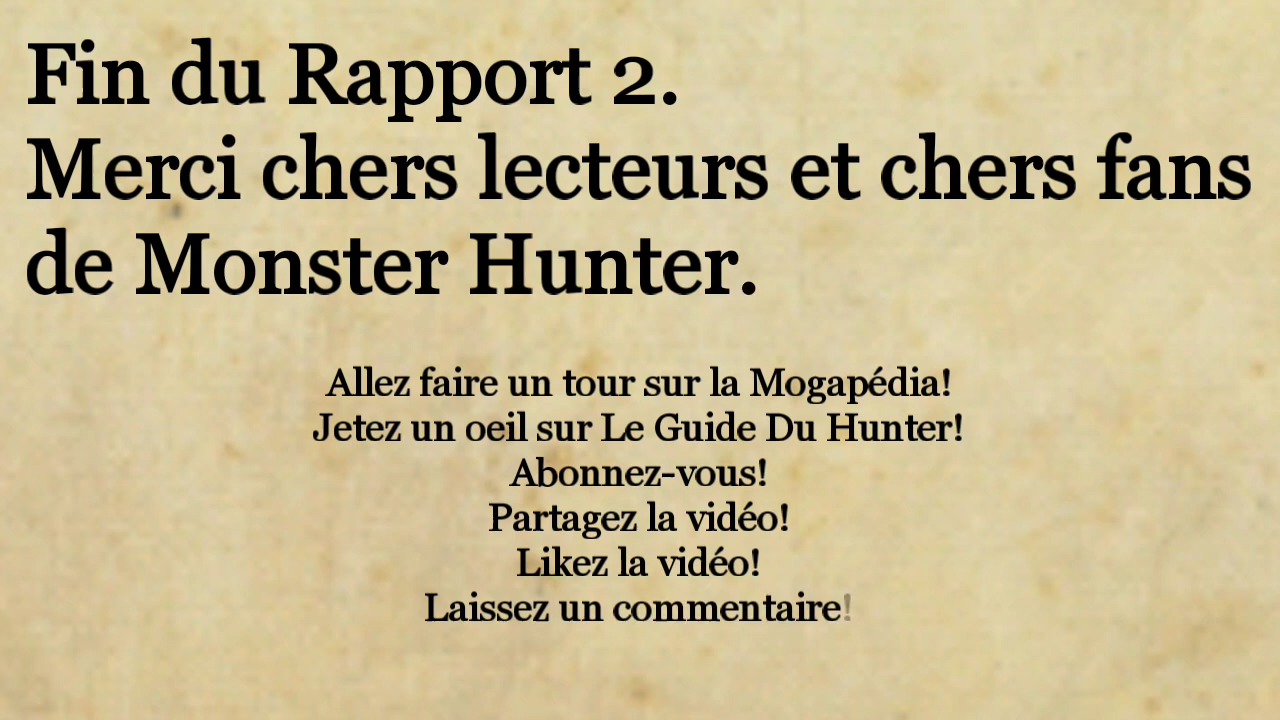 Fin du Rapport 2.
Merci chers lecteurs et chers fans
de Monster Hunter.
Allez faire un tour sur la Mogapédia!
Jetez un oeil sur Le Guide Du Hunter!
Abonnez-vous!
Partagez la vidéo!
Likez la vidéo!
Laissez un commentaire!